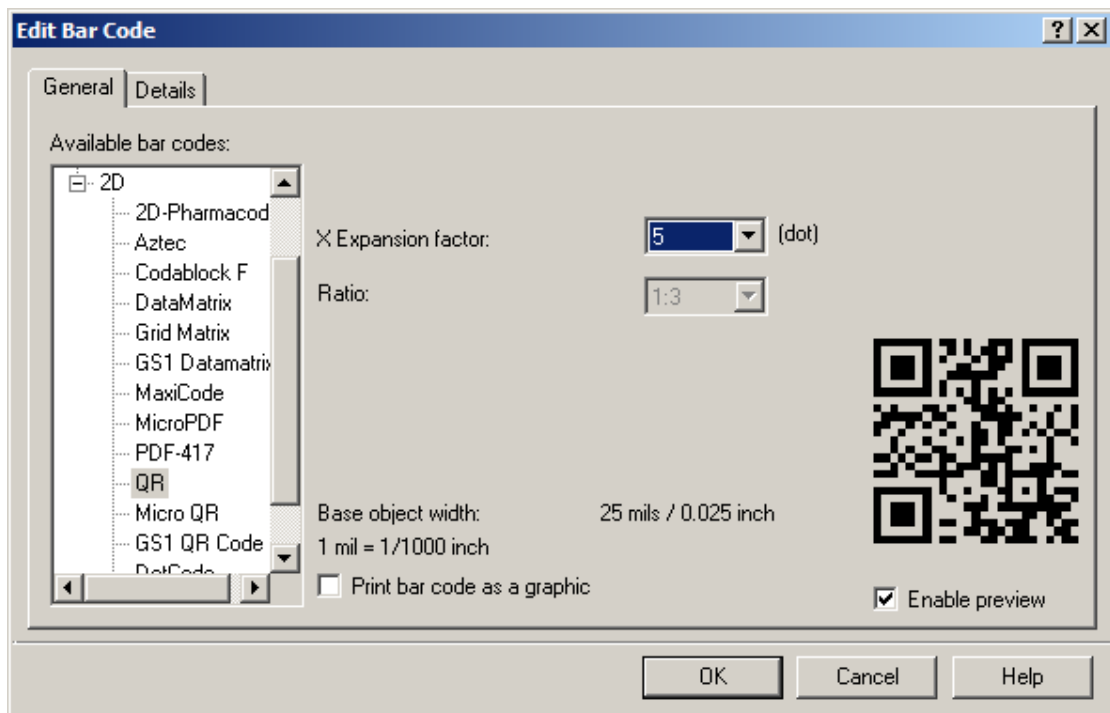 Edit Bar Code
General
Details
Available bar codes:
2D
2D-Pharmacod
Aztec
Codablock F
DataMatrix
Grid Matrix
GS1 Datamatrix
MaxiCode
MicroPDF
PDF-417
QR
Micro QR
GS1 QR Code
DotCode
X Expansion factor:
5
(dot)
Ratio:
1:3
Base object width:
25 mils / 0.025 inch
1 mil = 1/1000 inch
Print bar code as a graphic
Enable preview
OK
Cancel
Help